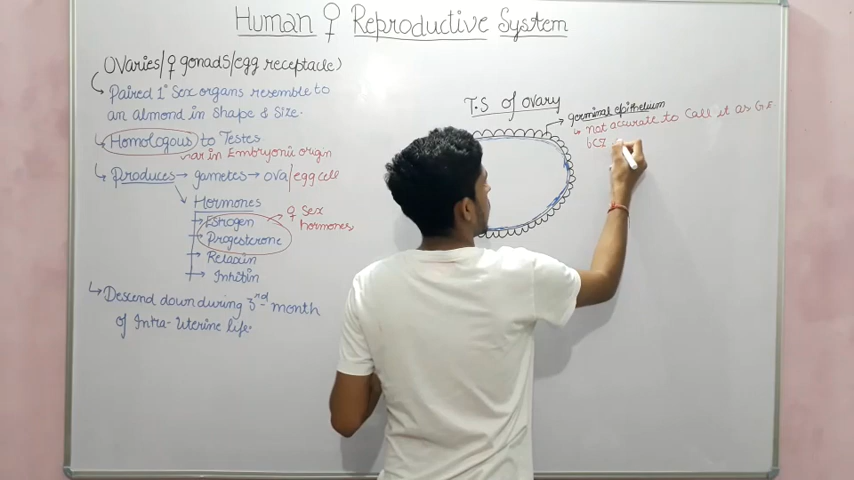 Human ♀ Reproductive System
Ovaries/♀ gonads/egg receptacle)
Paired 1° Sex organs resemble to
an almond in shape & size.
Homologous to Testes
ar in Embryonic origin
Produces → gametes → ova/egg cell
Hormones
Estrogen
Progesterone
Relaxin
Inhibin
♀ Sex
hormones,
Descend down during 3rd month
of Intra-uterine life.
T.S of ovary
germinal epithelium
not accurate to call it as G.E
bcz